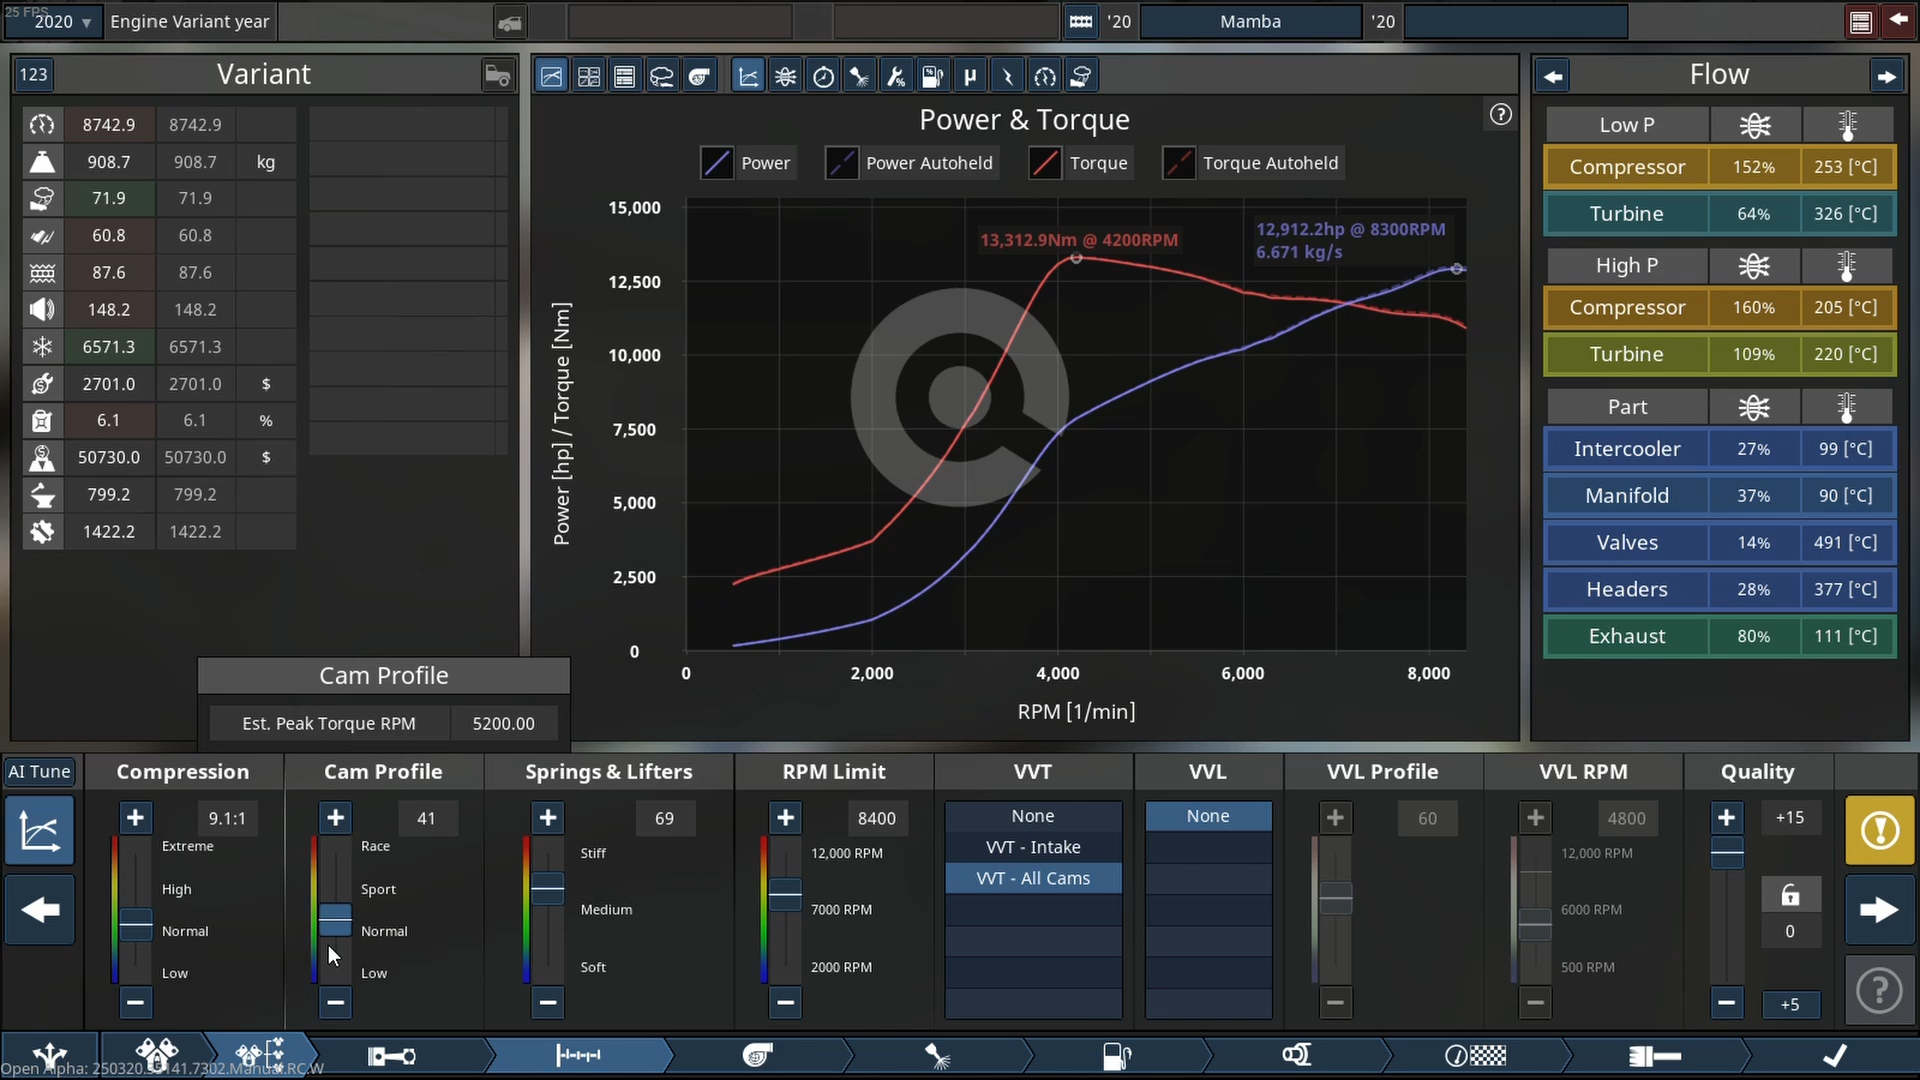 25 FPS
2020 ▼ Engine Variant year '20 Mamba '20
123 Variant
8742.9 8742.9
908.7 908.7 kg
71.9 71.9
60.8 60.8
87.6 87.6
148.2 148.2
6571.3 6571.3
2701.0 2701.0 $
6.1 6.1 %
50730.0 50730.0 $
799.2 799.2
1422.2 1422.2
Power & Torque
?
Power Power Autoheld Torque Torque Autoheld
Power [hp] / Torque [Nm]
15,000
12,500
10,000
7,500
5,000
2,500
0
13,312.9Nm @ 4200RPM
12,912.2hp @ 8300RPM
6.671 kg/s
0 2,000 4,000 6,000 8,000
RPM [1/min]
Flow
Low P
Compressor 152% 253 [°C]
Turbine 64% 326 [°C]
High P
Compressor 160% 205 [°C]
Turbine 109% 220 [°C]
Part
Intercooler 27% 99 [°C]
Manifold 37% 90 [°C]
Valves 14% 491 [°C]
Headers 28% 377 [°C]
Exhaust 80% 111 [°C]
Cam Profile
Est. Peak Torque RPM 5200.00
AI Tune
Compression
+ 9.1:1
Extreme
High
Normal
Low
−
Cam Profile
+ 41
Race
Sport
Normal
Low
−
Springs & Lifters
+ 69
Stiff
Medium
Soft
−
RPM Limit
+ 8400
12,000 RPM
7000 RPM
2000 RPM
−
VVT
None
VVT - Intake
VVT - All Cams
VVL
None
VVL Profile
+ 60
−
VVL RPM
+ 4800
12,000 RPM
6000 RPM
500 RPM
−
Quality
+ +15
0
− +5
!
?
μ